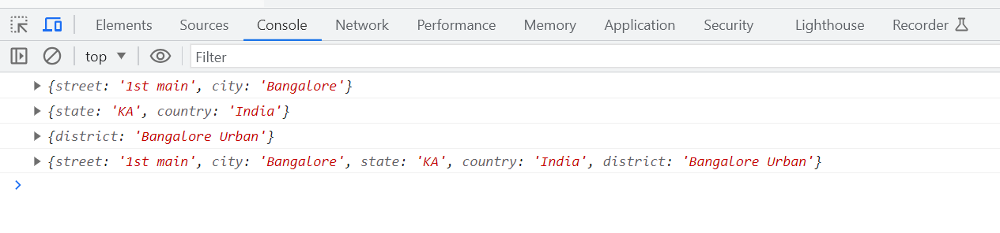 Elements Sources Console Network Performance Memory Application Security Lighthouse Recorder
top Filter
{street: '1st main', city: 'Bangalore'}
{state: 'KA', country: 'India'}
{district: 'Bangalore Urban'}
{street: '1st main', city: 'Bangalore', state: 'KA', country: 'India', district: 'Bangalore Urban'}